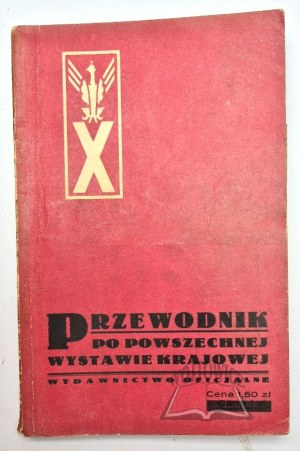 X
PRZEWODNIK
PO POWSZECHNEJ
WYSTAWIE KRAJOWEJ
WYDAWNICTWO OFICJALNE
Cena 1,50 zł